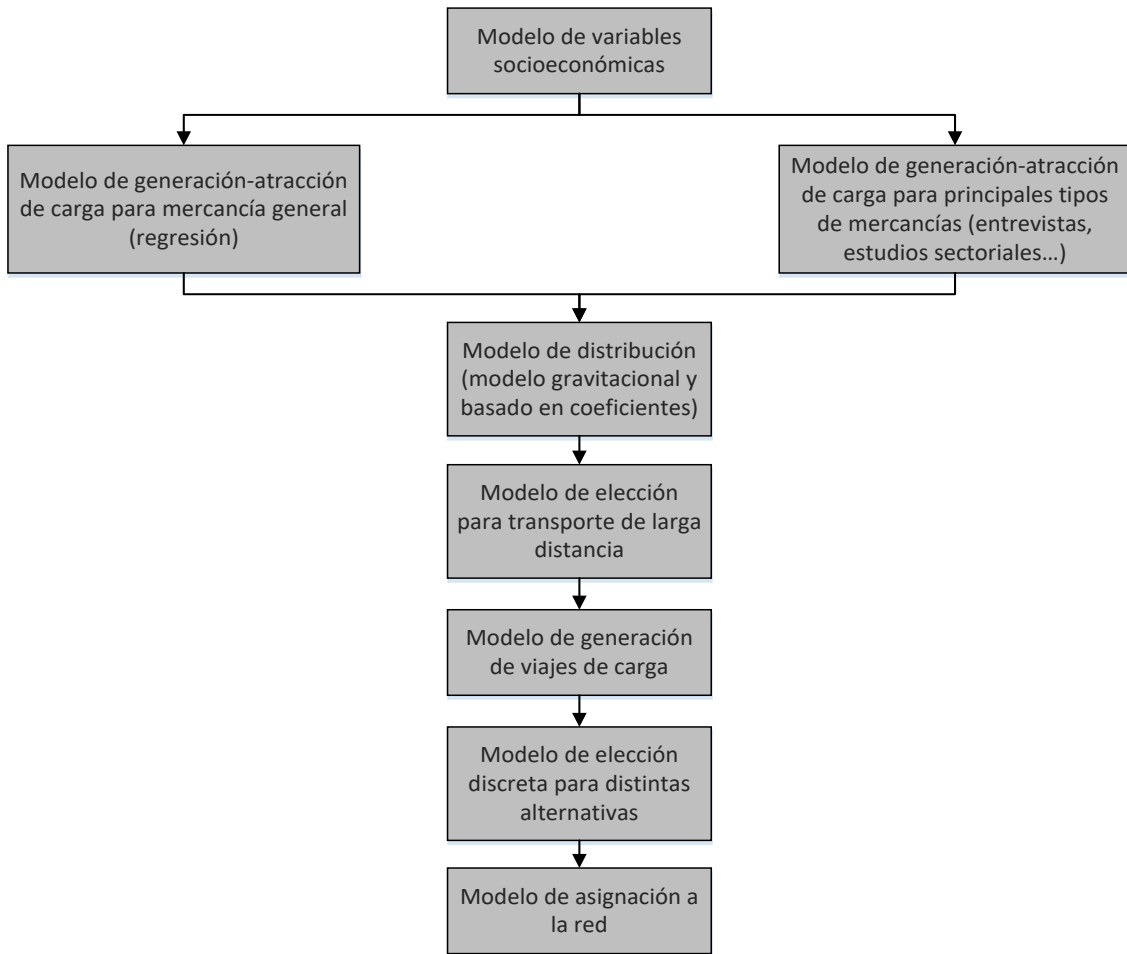 Modelo de variables
socioeconómicas
Modelo de generación-atracción
de carga para mercancía general
(regresión)
Modelo de generación-atracción
de carga para principales tipos
de mercancías (entrevistas,
estudios sectoriales…)
Modelo de distribución
(modelo gravitacional y
basado en coeficientes)
Modelo de elección
para transporte de larga
distancia
Modelo de generación
de viajes de carga
Modelo de elección
discreta para distintas
alternativas
Modelo de asignación a
la red